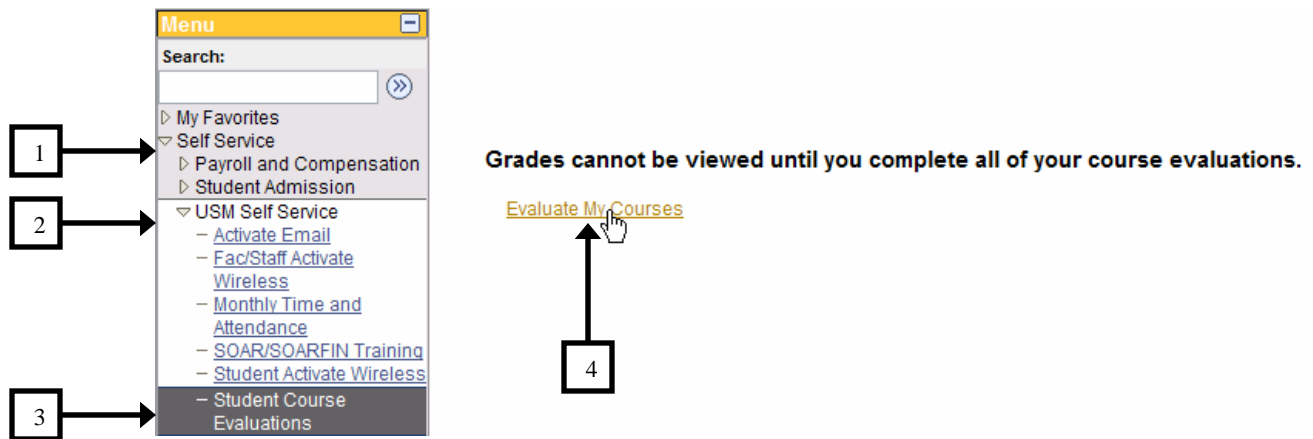 Menu
Search:
My Favorites
1
Self Service
Payroll and Compensation
Student Admission
2
USM Self Service
– Activate Email
– Fac/Staff Activate
Wireless
– Monthly Time and
Attendance
– SOAR/SOARFIN Training
– Student Activate Wireless
3
– Student Course
Evaluations
Grades cannot be viewed until you complete all of your course evaluations.
Evaluate My Courses
4